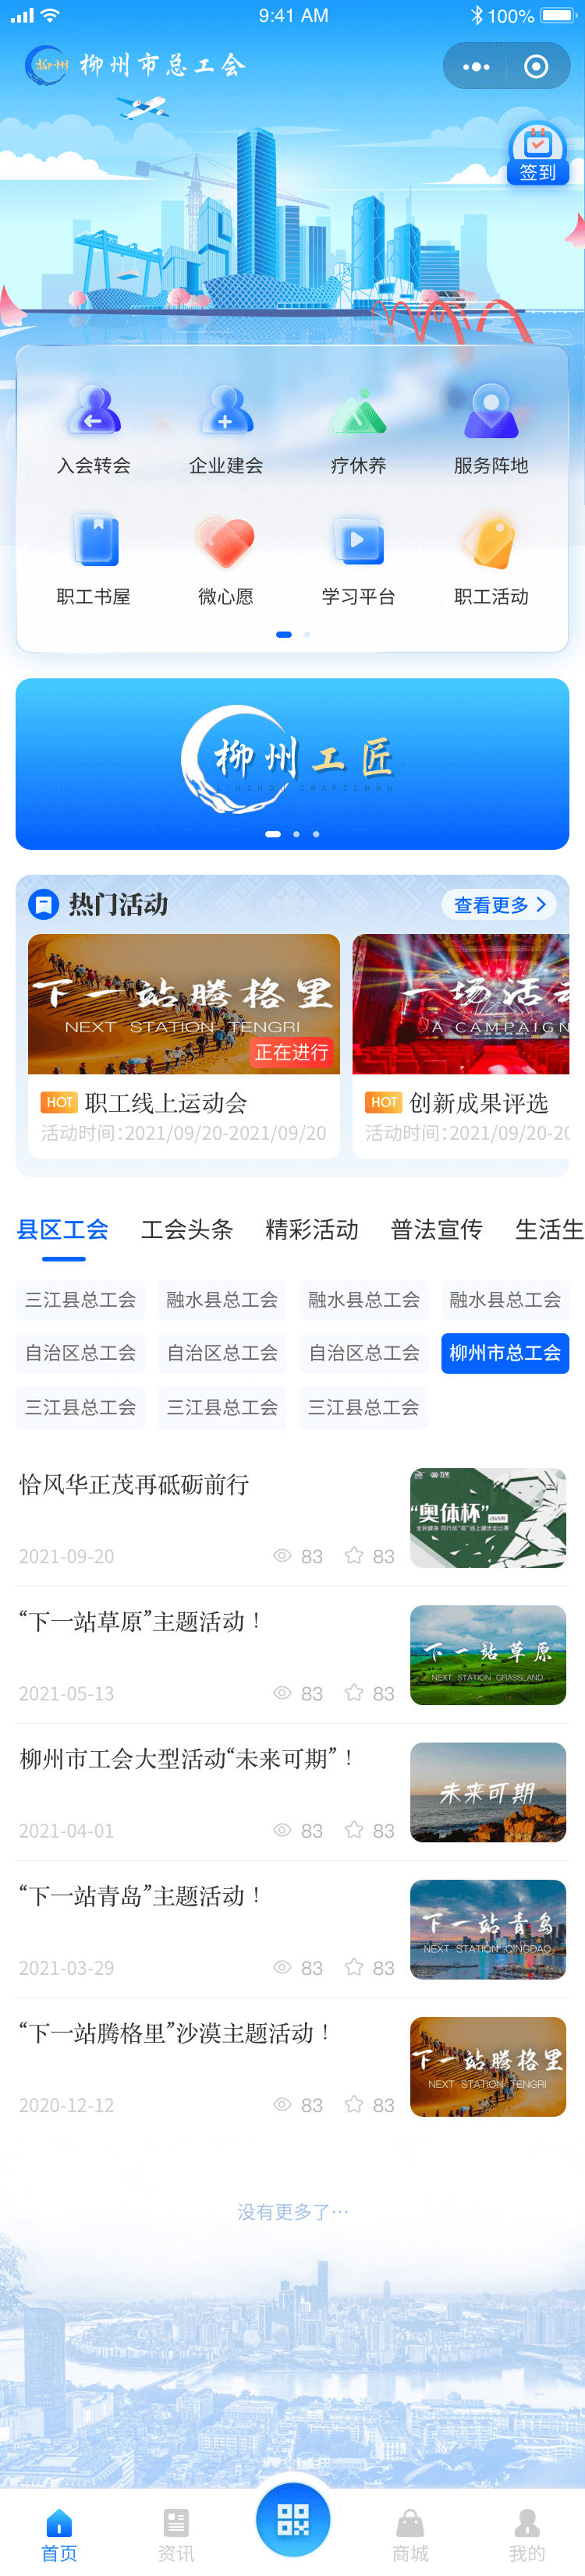 9:41 AM
100%
柳州 柳州市总工会
签到
入会转会 企业建会 疗休养 服务阵地
职工书屋 微心愿 学习平台 职工活动
柳州工匠
LIUZHOU CRAFTSMAN
热门活动 查看更多
下一站腾格里 一场活动
NEXT STATION TENGRI A CAMPAIGN
正在进行
HOT 职工线上运动会 HOT 创新成果评选
活动时间：2021/09/20-2021/09/20 活动时间：2021/09/20-20
县区工会 工会头条 精彩活动 普法宣传 生活生
三江县总工会 融水县总工会 融水县总工会 融水县总工会
自治区总工会 自治区总工会 自治区总工会 柳州市总工会
三江县总工会 三江县总工会 三江县总工会
恰风华正茂再砥砺前行
“奥体杯”
2021-09-20 83 83
“下一站草原”主题活动！
下一站草原
NEXT STATION GRASSLAND
2021-05-13 83 83
柳州市工会大型活动“未来可期”！
未来可期
2021-04-01 83 83
“下一站青岛”主题活动！
下一站青岛
NEXT STATION QINGDAO
2021-03-29 83 83
“下一站腾格里”沙漠主题活动！
下一站腾格里
NEXT STATION TENGRI
2020-12-12 83 83
没有更多了…
首页 资讯 商城 我的